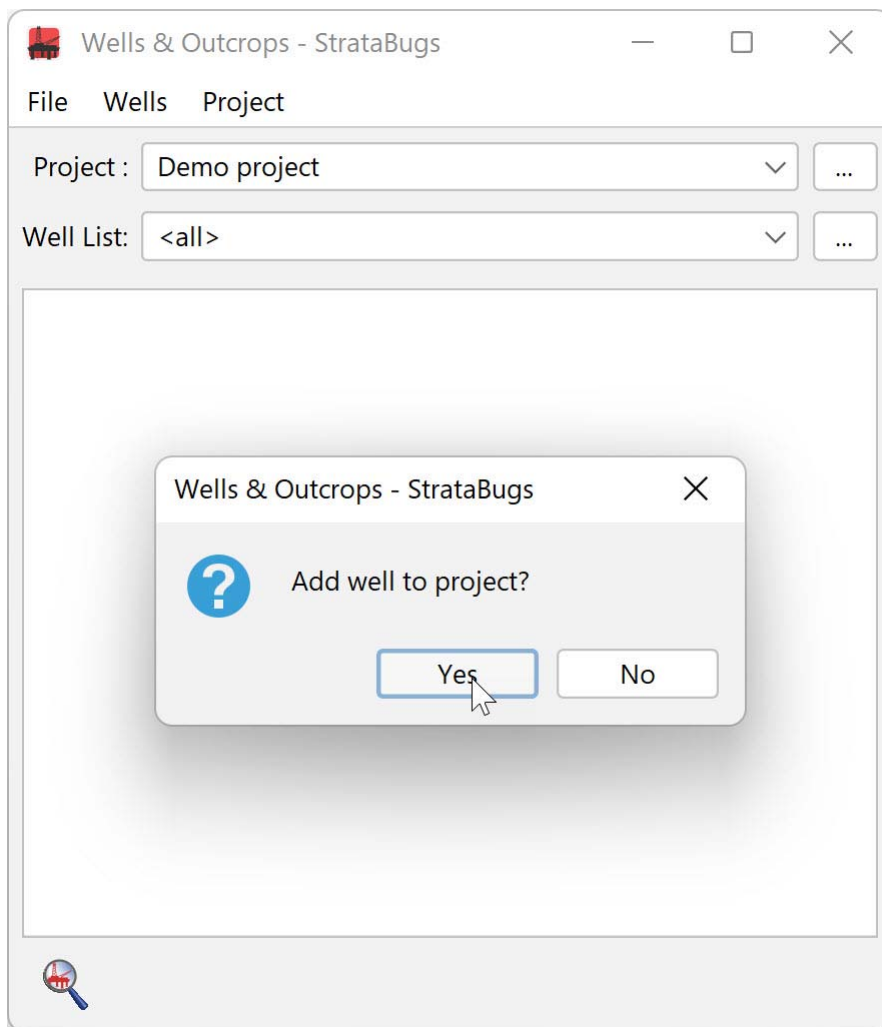 Wells & Outcrops - StrataBugs
File Wells Project
Project : Demo project ...
Well List: <all> ...
Wells & Outcrops - StrataBugs
Add well to project?
Yes No